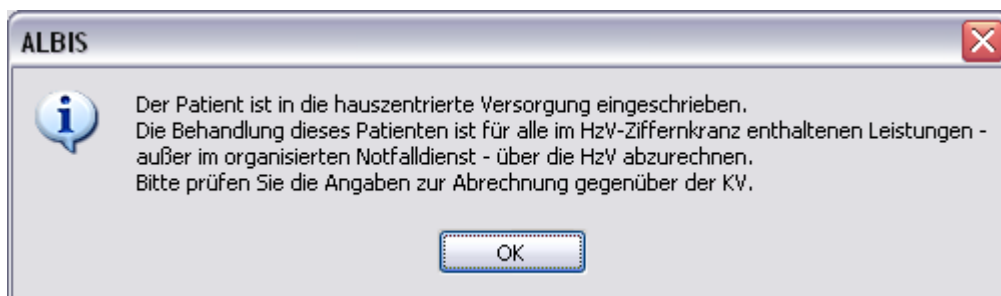 ALBIS
Der Patient ist in die hauszentrierte Versorgung eingeschrieben.
Die Behandlung dieses Patienten ist für alle im HzV-Ziffernkranz enthaltenen Leistungen -
außer im organisierten Notfalldienst - über die HzV abzurechnen.
Bitte prüfen Sie die Angaben zur Abrechnung gegenüber der KV.
OK